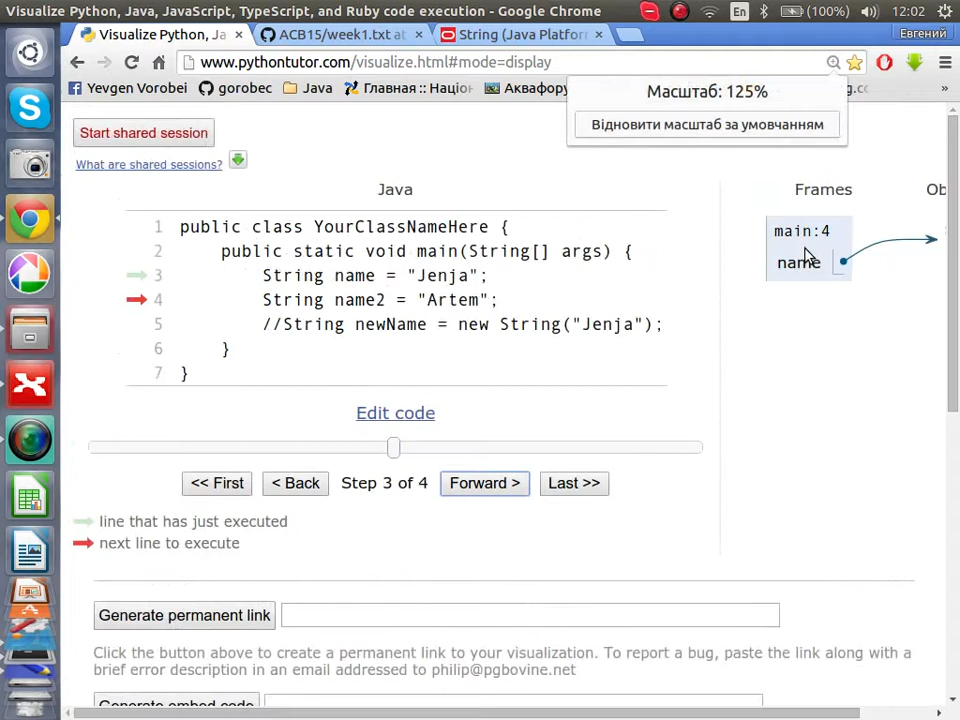 Visualize Python, Java, JavaScript, TypeScript, and Ruby code execution - Google Chrome
En
(100%)
12:02
Visualize Python, Ja
ACB15/week1.txt at
String (Java Platfor
Евгений
www.pythontutor.com/visualize.html#mode=display
Yevgen Vorobei
gorobec
Java
Главная :: Націо
Аквафору
Масштаб: 125%
Відновити масштаб за умовчанням
Start shared session
What are shared sessions?
Java
Frames
Ob
1 public class YourClassNameHere {
2 public static void main(String[] args) {
3 String name = "Jenja";
4 String name2 = "Artem";
5 //String newName = new String("Jenja");
6 }
7 }
main:4
name
Edit code
<< First
< Back
Step 3 of 4
Forward >
Last >>
line that has just executed
next line to execute
Generate permanent link
Click the button above to create a permanent link to your visualization. To report a bug, paste the link along with a
brief error description in an email addressed to philip@pgbovine.net
Generate embed code